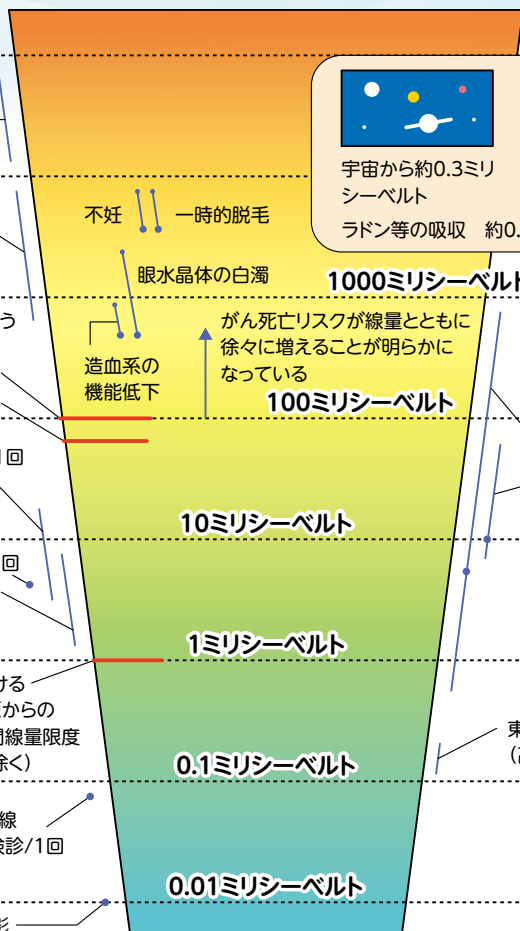 宇宙から約0.3ミリ
シーベルト
ラドン等の吸収 約0.
不妊
一時的脱毛
眼水晶体の白濁
1000ミリシーベルト
う
がん死亡リスクが線量とともに
徐々に増えることが明らかに
なっている
造血系の
機能低下
100ミリシーベルト
回
10ミリシーベルト
回
1ミリシーベルト
ける
からの
線量限度
除く)
東
0.1ミリシーベルト
線
検診/1回
0.01ミリシーベルト